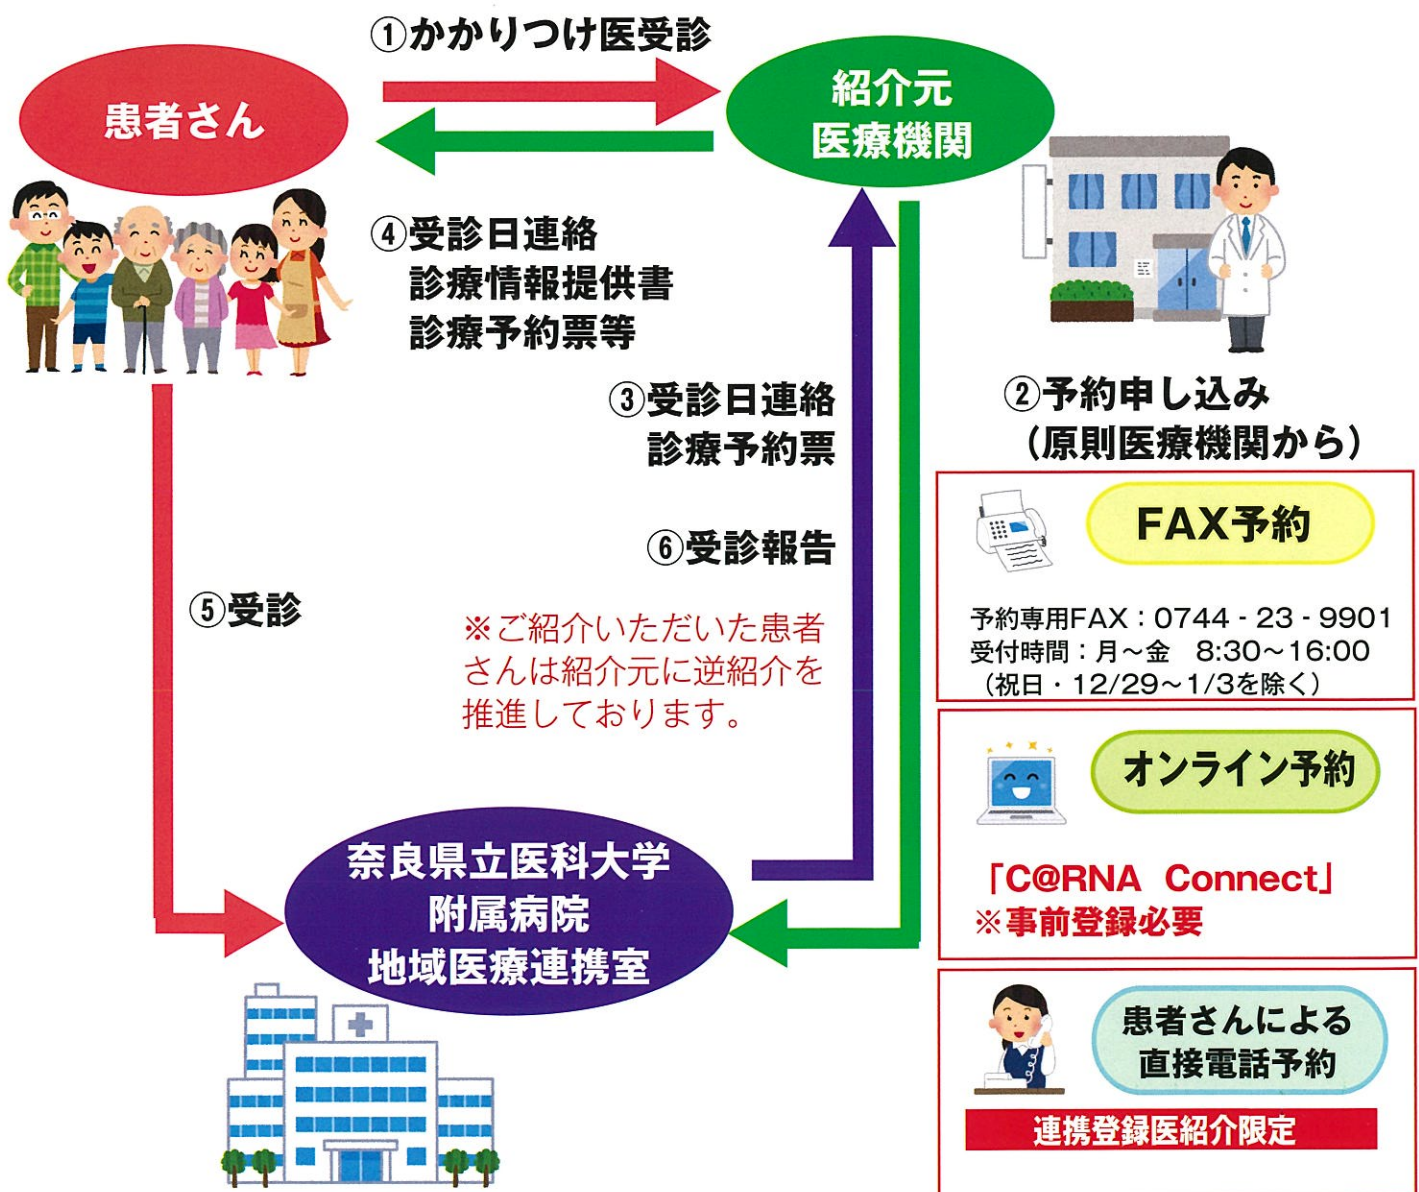 ①かかりつけ医受診
患者さん
紹介元
医療機関
④受診日連絡
診療情報提供書
診療予約票等
③受診日連絡
診療予約票
②予約申し込み
（原則医療機関から）
FAX予約
予約専用FAX：0744 - 23 - 9901
受付時間：月～金　8:30～16:00
（祝日・12/29～1/3を除く）
⑥受診報告
⑤受診
※ご紹介いただいた患者
さんは紹介元に逆紹介を
推進しております。
オンライン予約
「C@RNA Connect」
※事前登録必要
奈良県立医科大学
附属病院
地域医療連携室
患者さんによる
直接電話予約
連携登録医紹介限定